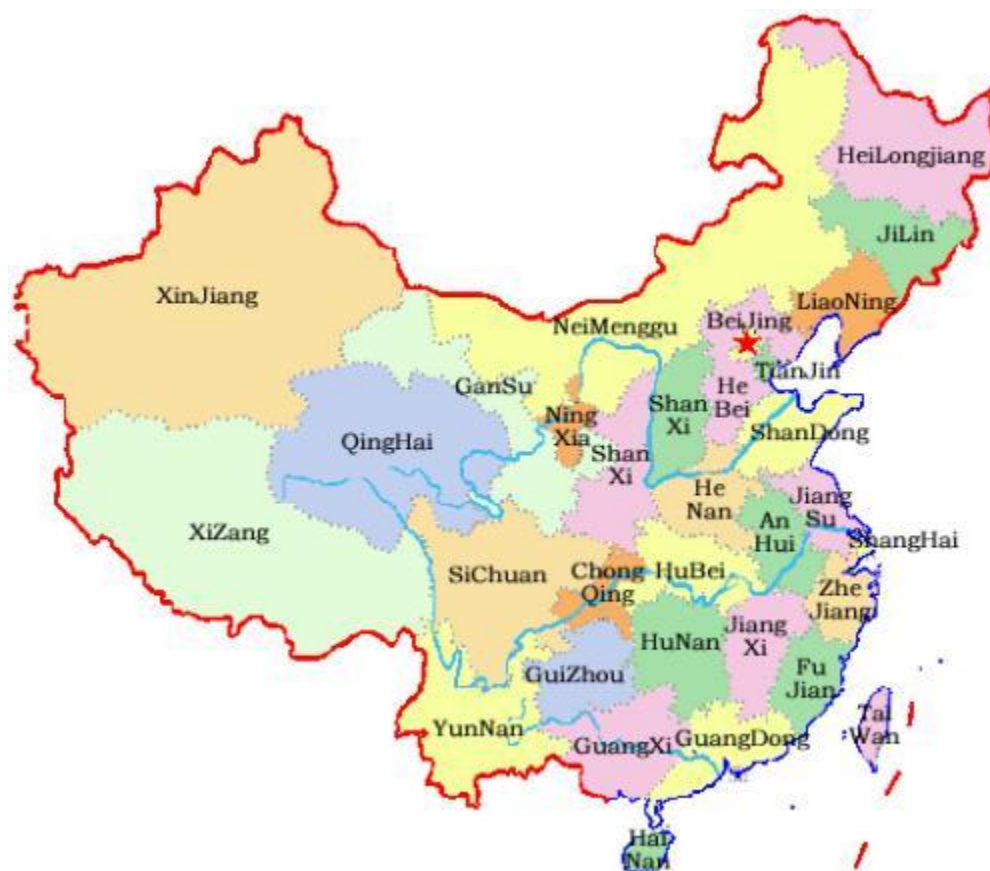 HeiLongjiang
JiLin
LiaoNing
XinJiang
NeiMenggu
BeiJing
TianJin
GanSu
He
Bei
Ning
Xia
Shan
Xi
ShanDong
QingHai
Shan
Xi
He
Nan
Jiang
Su
An
Hui
XiZang
ShangHai
SiChuan
Chong
Qing
HuBei
Zhe
Jiang
HuNan
Jiang
Xi
GuiZhou
Fu
Jian
YunNan
GuangXi
GuangDong
Tai
Wan
Hai
Nan